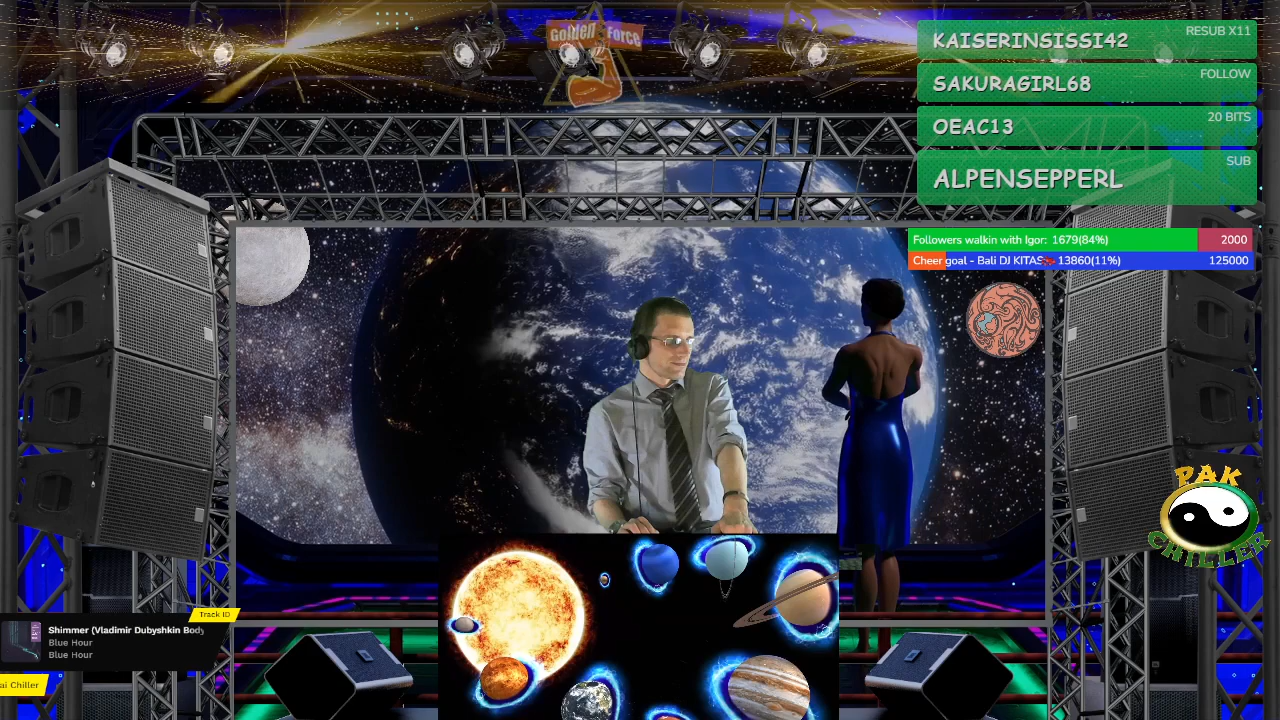 Golden Force
RESUB X11
KAISERINSISSI42
FOLLOW
SAKURAGIRL68
20 BITS
OEAC13
SUB
ALPENSEPPERL
Followers walkin with Igor: 1679(84%) 2000
Cheer goal - Bali DJ KITAS 13860(11%) 125000
PAK
CHILLER
Track ID
Shimmer (Vladimir Dubyshkin Body
Blue Hour
Blue Hour
ai Chiller